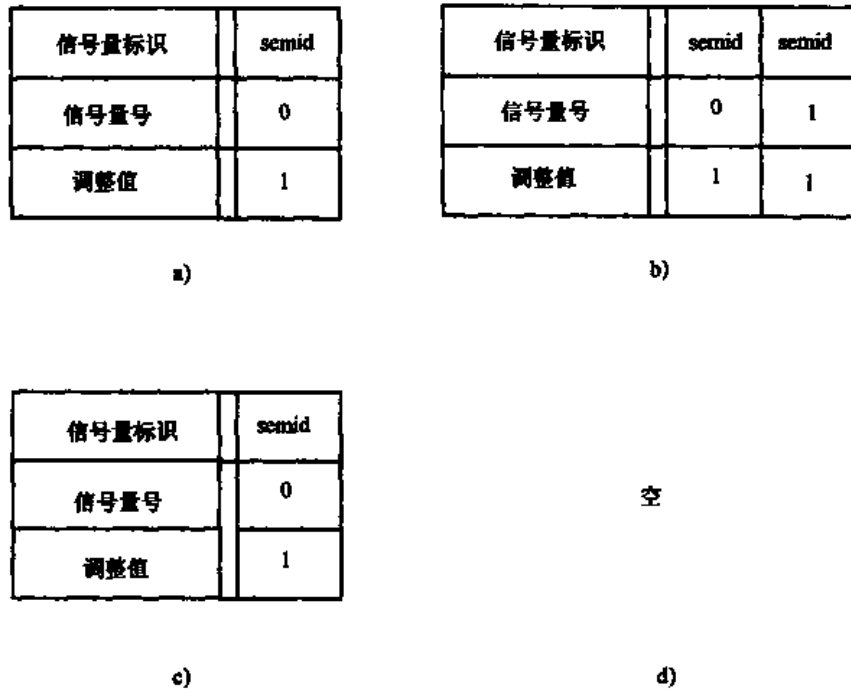 信号量标识 semid
信号量号 0
调整值 1
a)
信号量标识 semid semid
信号量号 0 1
调整值 1 1
b)
信号量标识 semid
信号量号 0
调整值 1
c)
空
d)